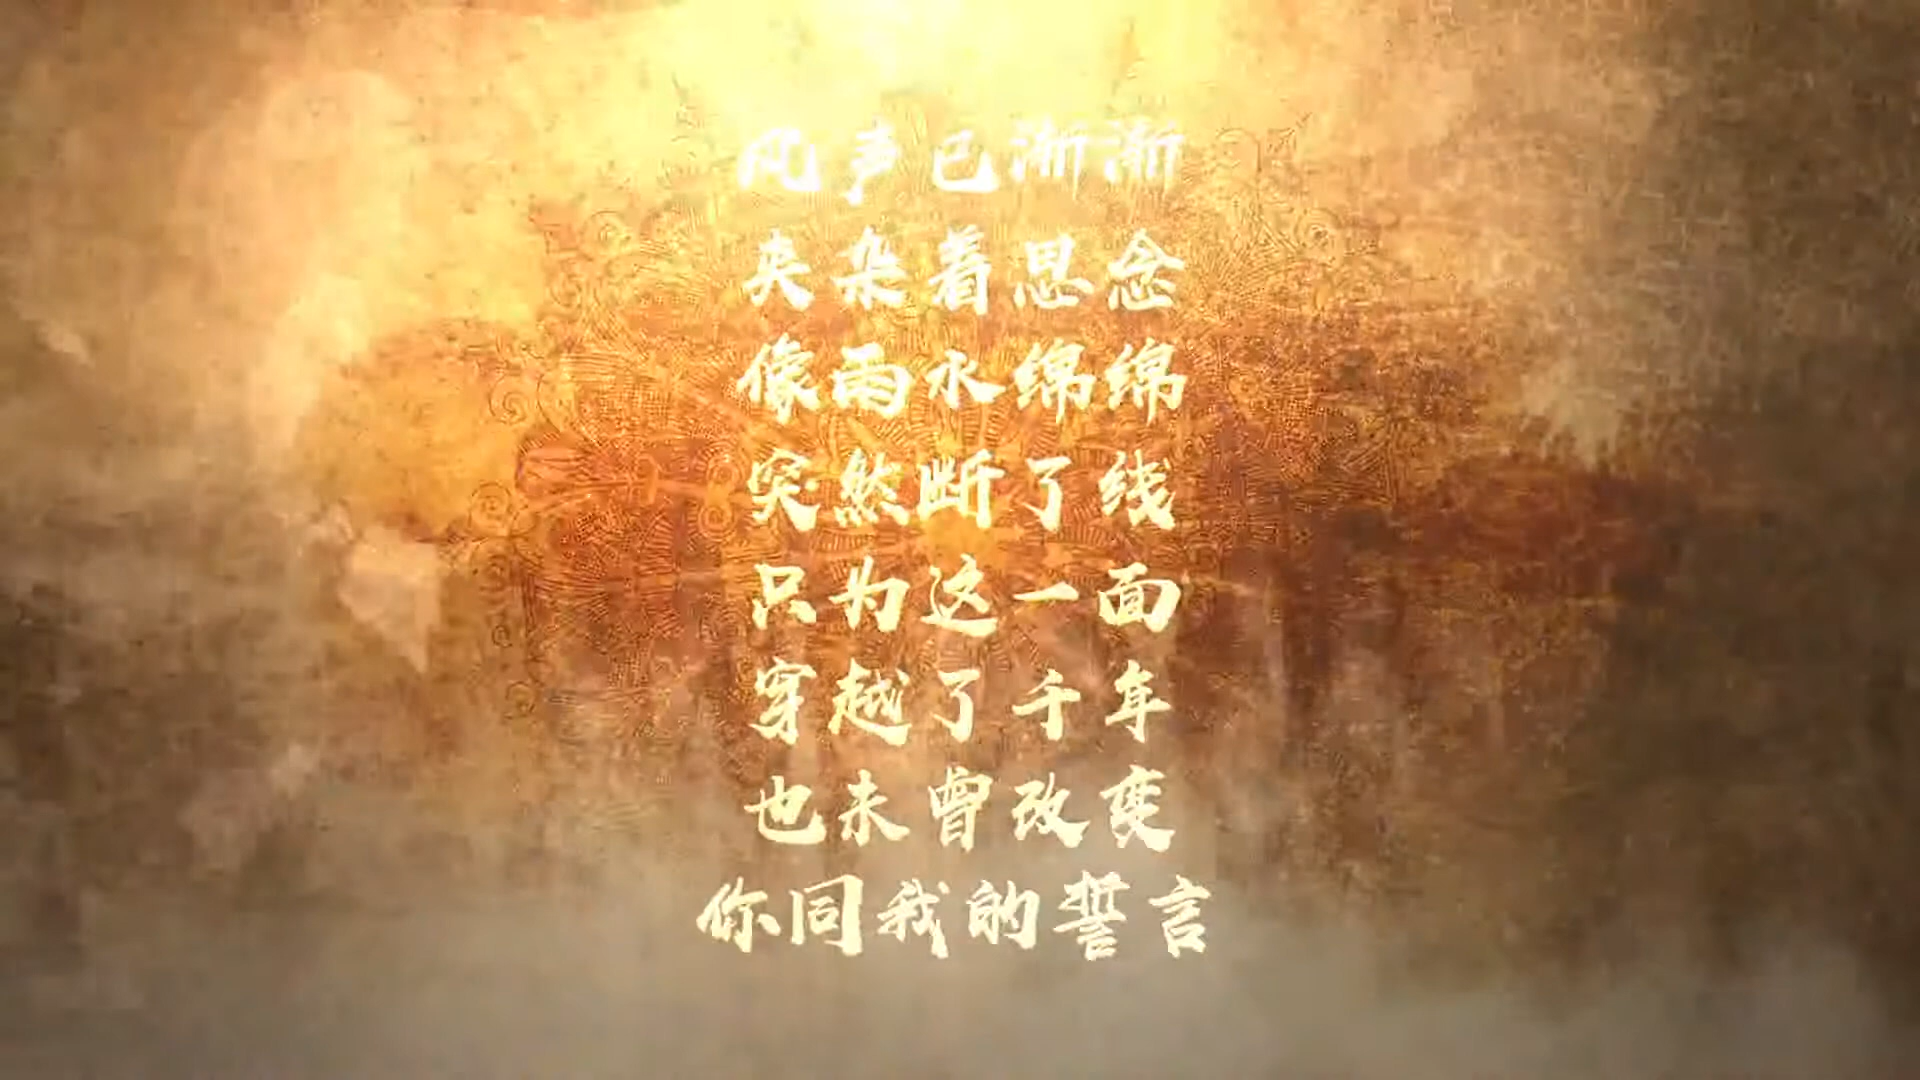 风声已渐渐
夹杂着思念
像雨水绵绵
突然断了线
只为这一面
穿越了千年
也未曾改变
你同我的誓言